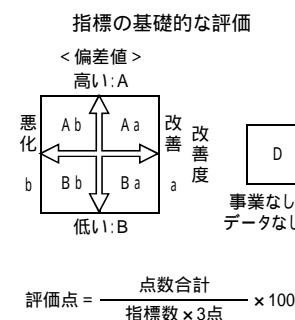 指標の基礎的な評価
<偏差値>
高い:A
悪化
b
Ab
Aa
Bb
Ba
改善
a
改善度
低い:B
D
事業なし
データなし
評価点 = 点数合計
指標数×3点
×100